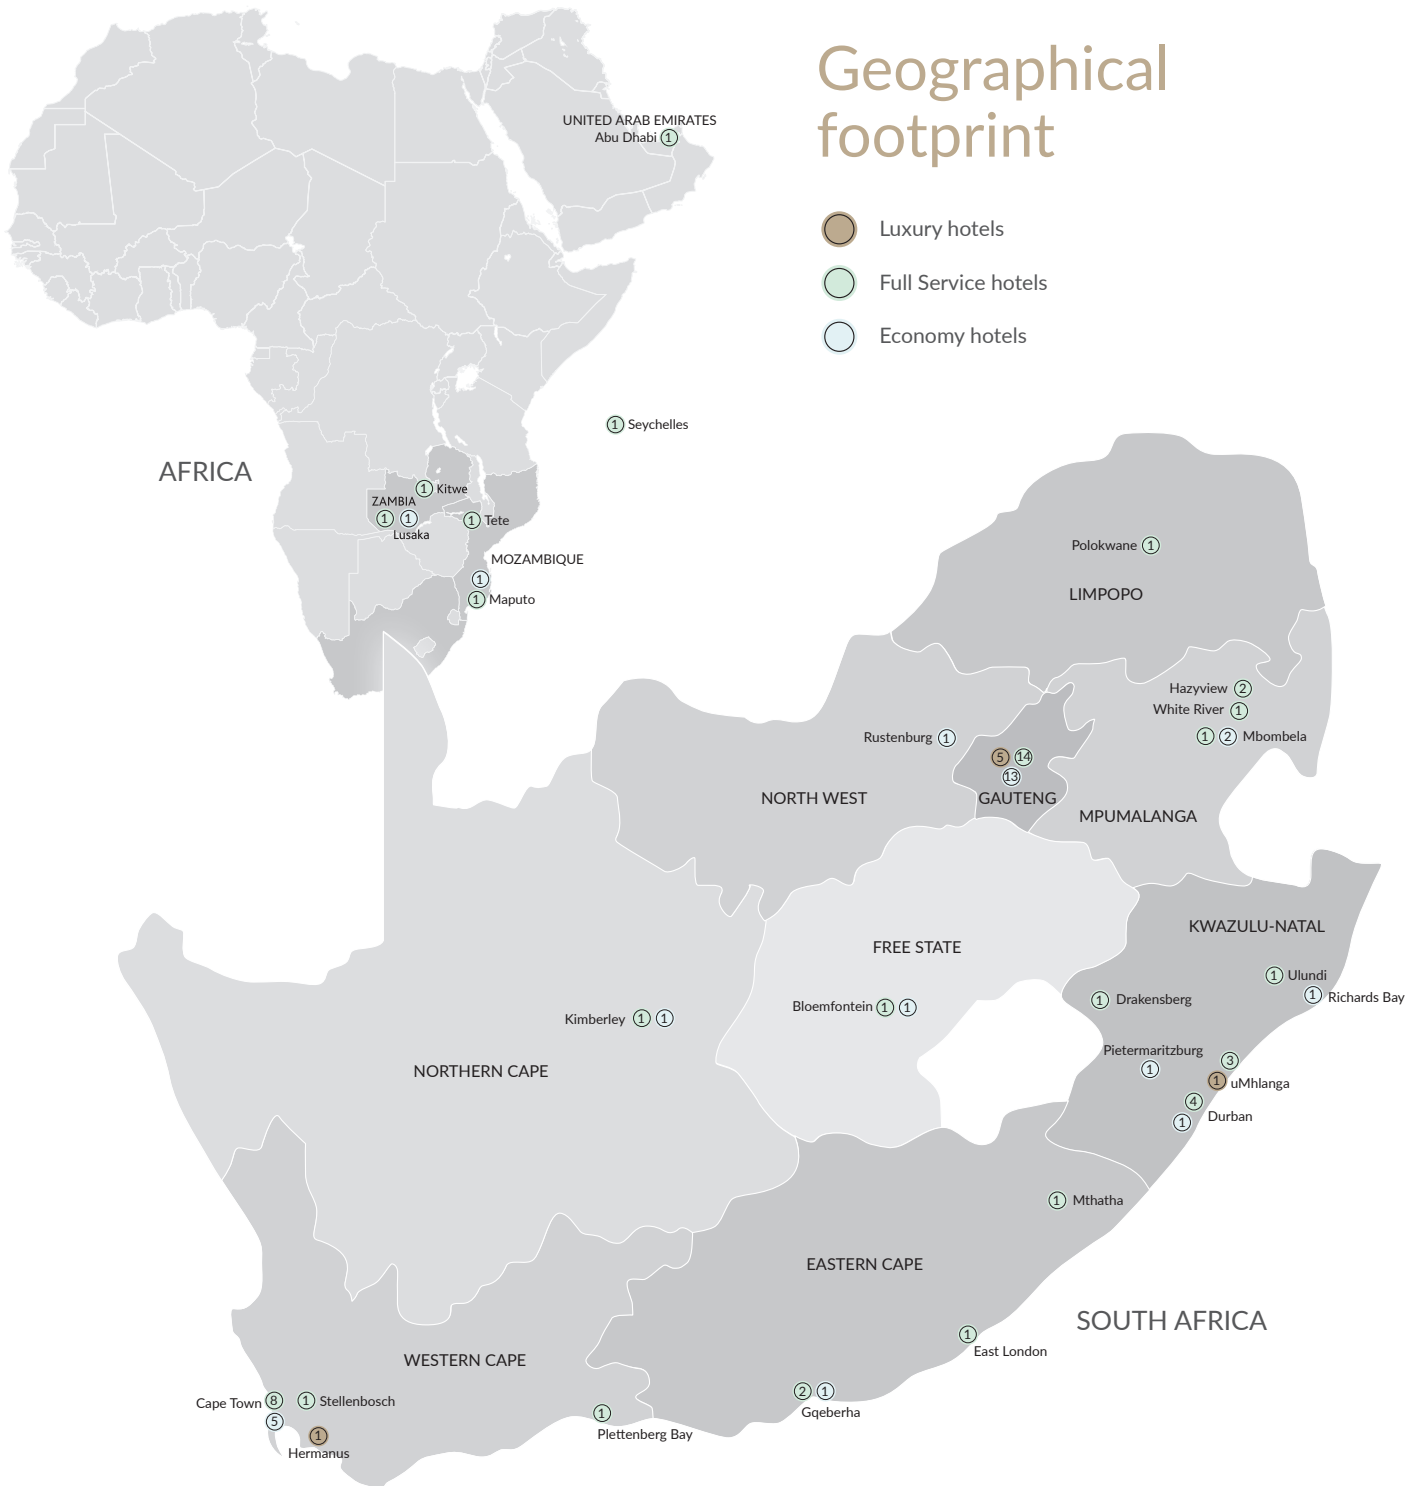 Geographical
footprint
Luxury hotels
Full Service hotels
Economy hotels
UNITED ARAB EMIRATES
Abu Dhabi 1
1 Seychelles
AFRICA
1 Kitwe
ZAMBIA
1 1
Lusaka
1 Tete
MOZAMBIQUE
1
1 Maputo
Polokwane 1
LIMPOPO
Hazyview 2
White River 1
1 2 Mbombela
Rustenburg 1
5 14
13
GAUTENG
NORTH WEST
MPUMALANGA
KWAZULU-NATAL
FREE STATE
1 Ulundi
1 Richards Bay
1 Drakensberg
Bloemfontein 1 1
Kimberley 1 1
Pietermaritzburg
1
3
1 uMhlanga
4
1
Durban
NORTHERN CAPE
1 Mthatha
EASTERN CAPE
SOUTH AFRICA
1
East London
WESTERN CAPE
2 1
Gqeberha
Cape Town 8
5
1 Stellenbosch
1
Hermanus
1
Plettenberg Bay